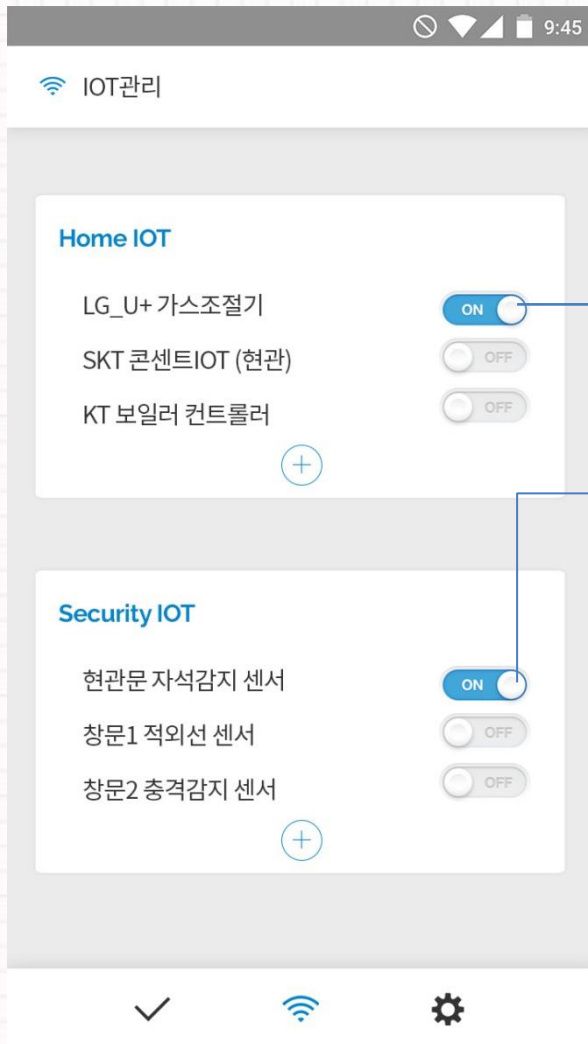 9:45
IOT관리
Home IOT
LG_U+ 가스조절기 ON
SKT 콘센트IOT (현관) OFF
KT 보일러 컨트롤러 OFF
Security IOT
현관문 자석감지 센서 ON
창문1 적외선 센서 OFF
창문2 충격감지 센서 OFF